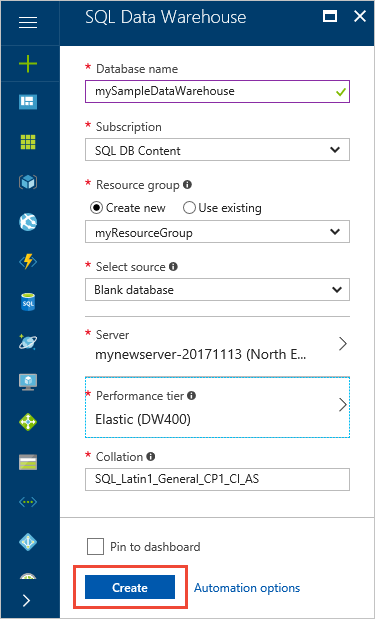 SQL Data Warehouse
* Database name
mySampleDataWarehouse
* Subscription
SQL DB Content
* Resource group
Create new Use existing
myResourceGroup
* Select source
Blank database
* Server
mynewserver-20171113 (North E...
* Performance tier
Elastic (DW400)
* Collation
SQL_Latin1_General_CP1_CI_AS
Pin to dashboard
Create Automation options
SQL